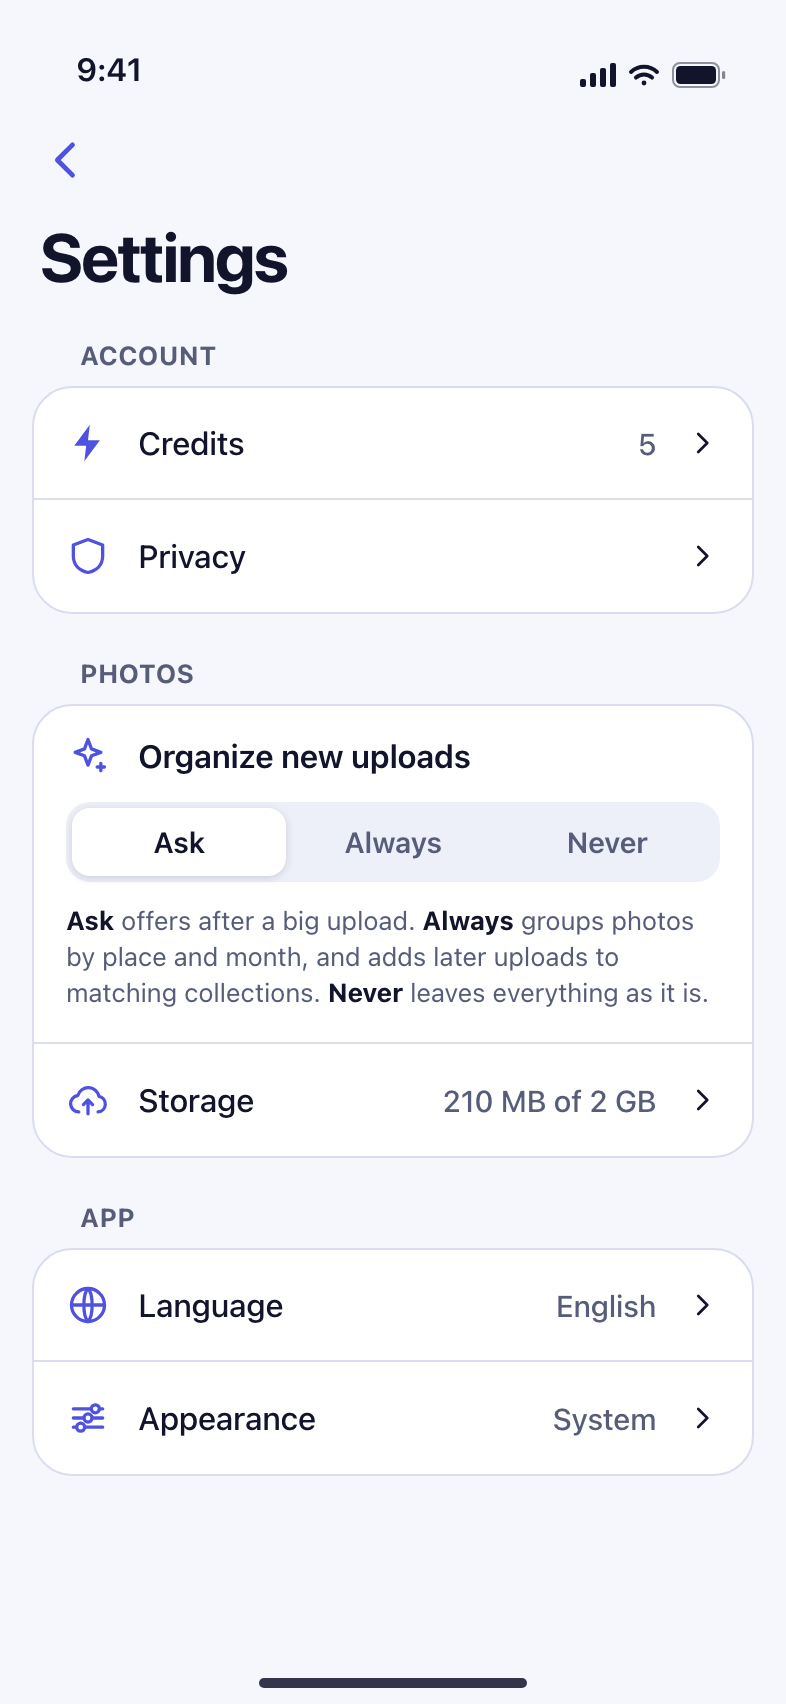 9:41
Settings
ACCOUNT
Credits 5
Privacy
PHOTOS
Organize new uploads
Ask Always Never
Ask offers after a big upload. Always groups photos
by place and month, and adds later uploads to
matching collections. Never leaves everything as it is.
Storage 210 MB of 2 GB
APP
Language English
Appearance System